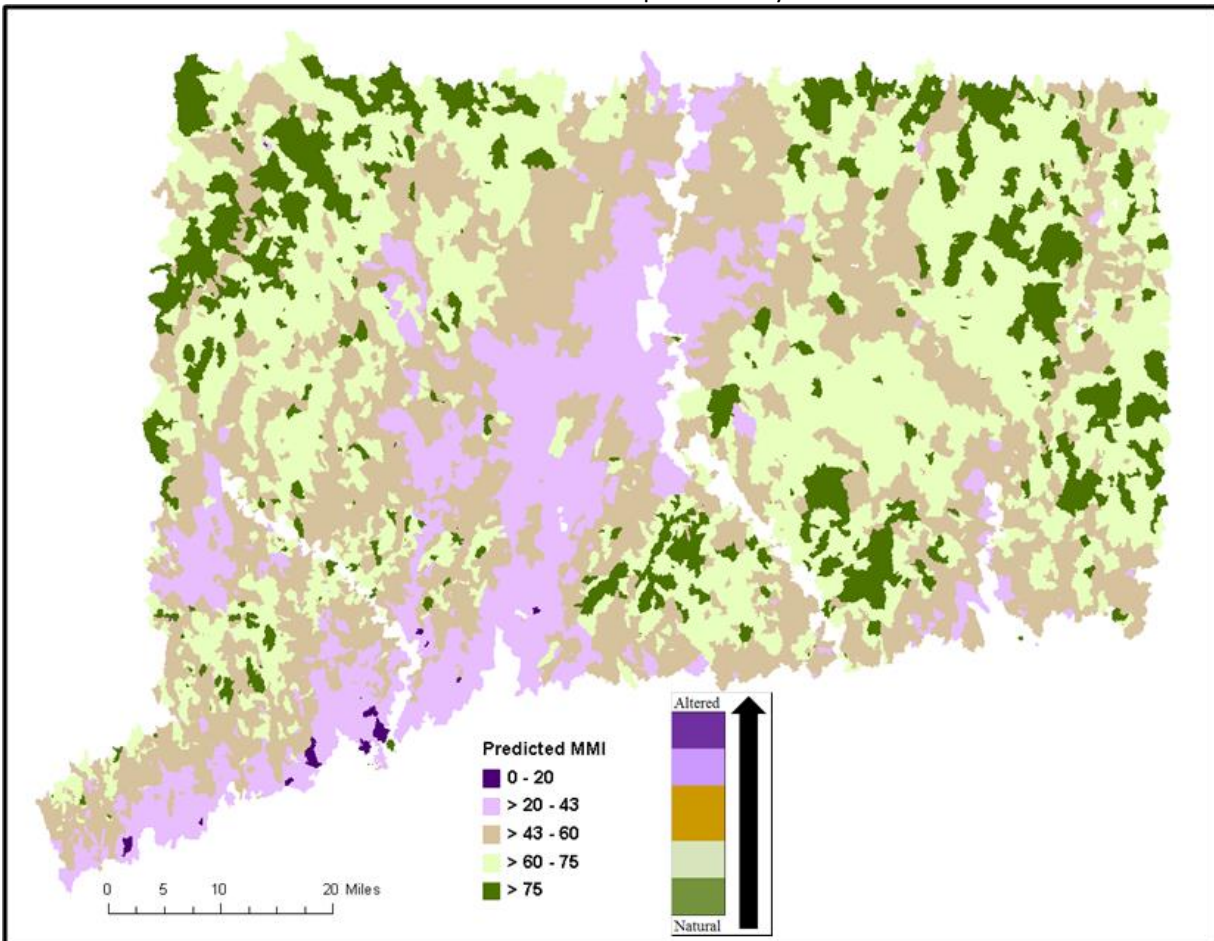 Predicted MMI
0 - 20
> 20 - 43
> 43 - 60
> 60 - 75
> 75
0 5 10 20 Miles
Altered
Natural